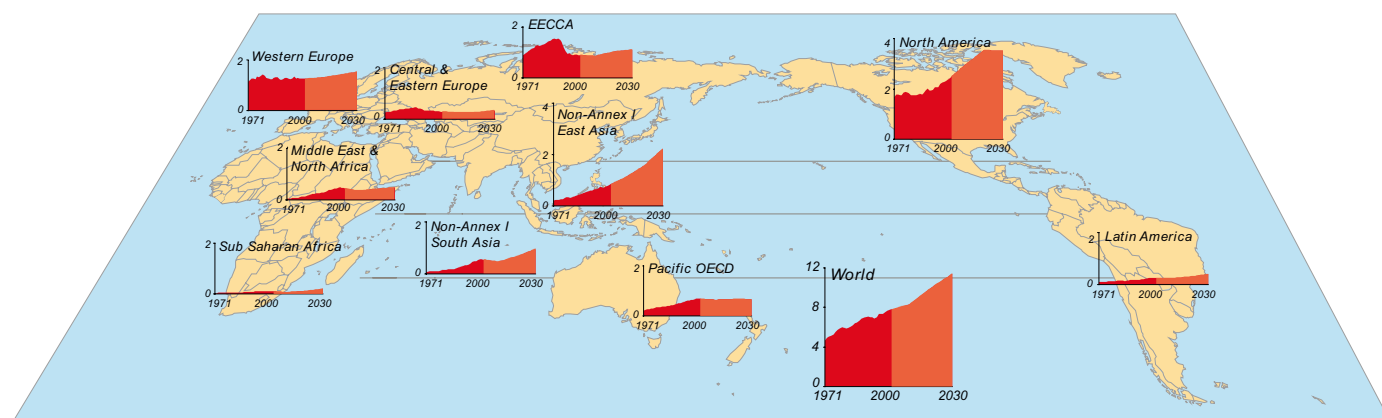 EECCA
2
0
1971 2000 2030
Western Europe
2
0
1971 2000 2030
Central &
Eastern Europe
2
0
1971 2000 2030
North America
4
2
0
1971 2000 2030
Non-Annex I
East Asia
4
2
0
1971 2000 2030
Middle East &
North Africa
2
0
1971 2000 2030
Non-Annex I
South Asia
2
0
1971 2000 2030
Sub Saharan Africa
2
0
1971 2000 2030
Pacific OECD
2
0
1971 2000 2030
World
12
8
4
0
1971 2000 2030
Latin America
2
0
1971 2000 2030